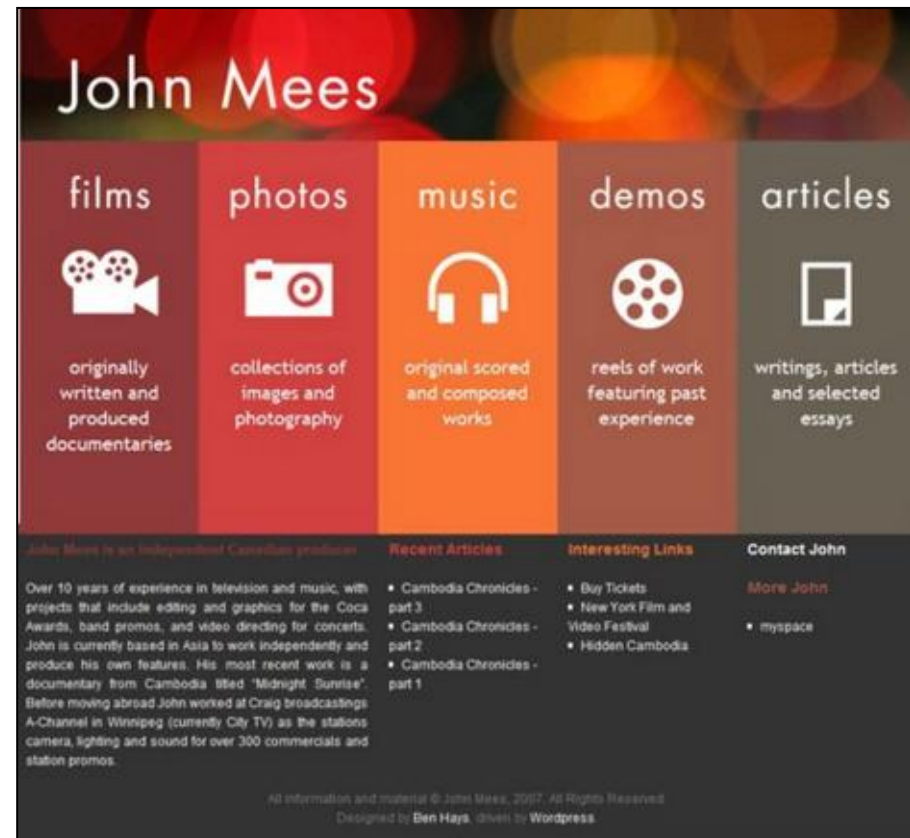 John Mees
films
originally
written and
produced
documentaries
photos
collections of
images and
photography
music
original scored
and composed
works
demos
reels of work
featuring past
experience
articles
writings, articles
and selected
essays
John Mees is an Independent Canadian producer
Over 10 years of experience in television and music, with
projects that include editing and graphics for the Coca
Awards, band promos, and video directing for concerts.
John is currently based in Asia to work independently and
produce his own features. His most recent work is a
documentary from Cambodia titled "Midnight Sunrise".
Before moving abroad John worked at Craig broadcastings
A-Channel in Winnipeg (currently City TV) as the stations
camera, lighting and sound for over 300 commercials and
station promos.
Recent Articles
• Cambodia Chronicles -
part 3
• Cambodia Chronicles -
part 2
• Cambodia Chronicles -
part 1
Interesting Links
• Buy Tickets
• New York Film and
Video Festival
• Hidden Cambodia
Contact John
More John
• myspace
All information and material © John Mees, 2007. All Rights Reserved.
Designed by Ben Hays, driven by Wordpress.